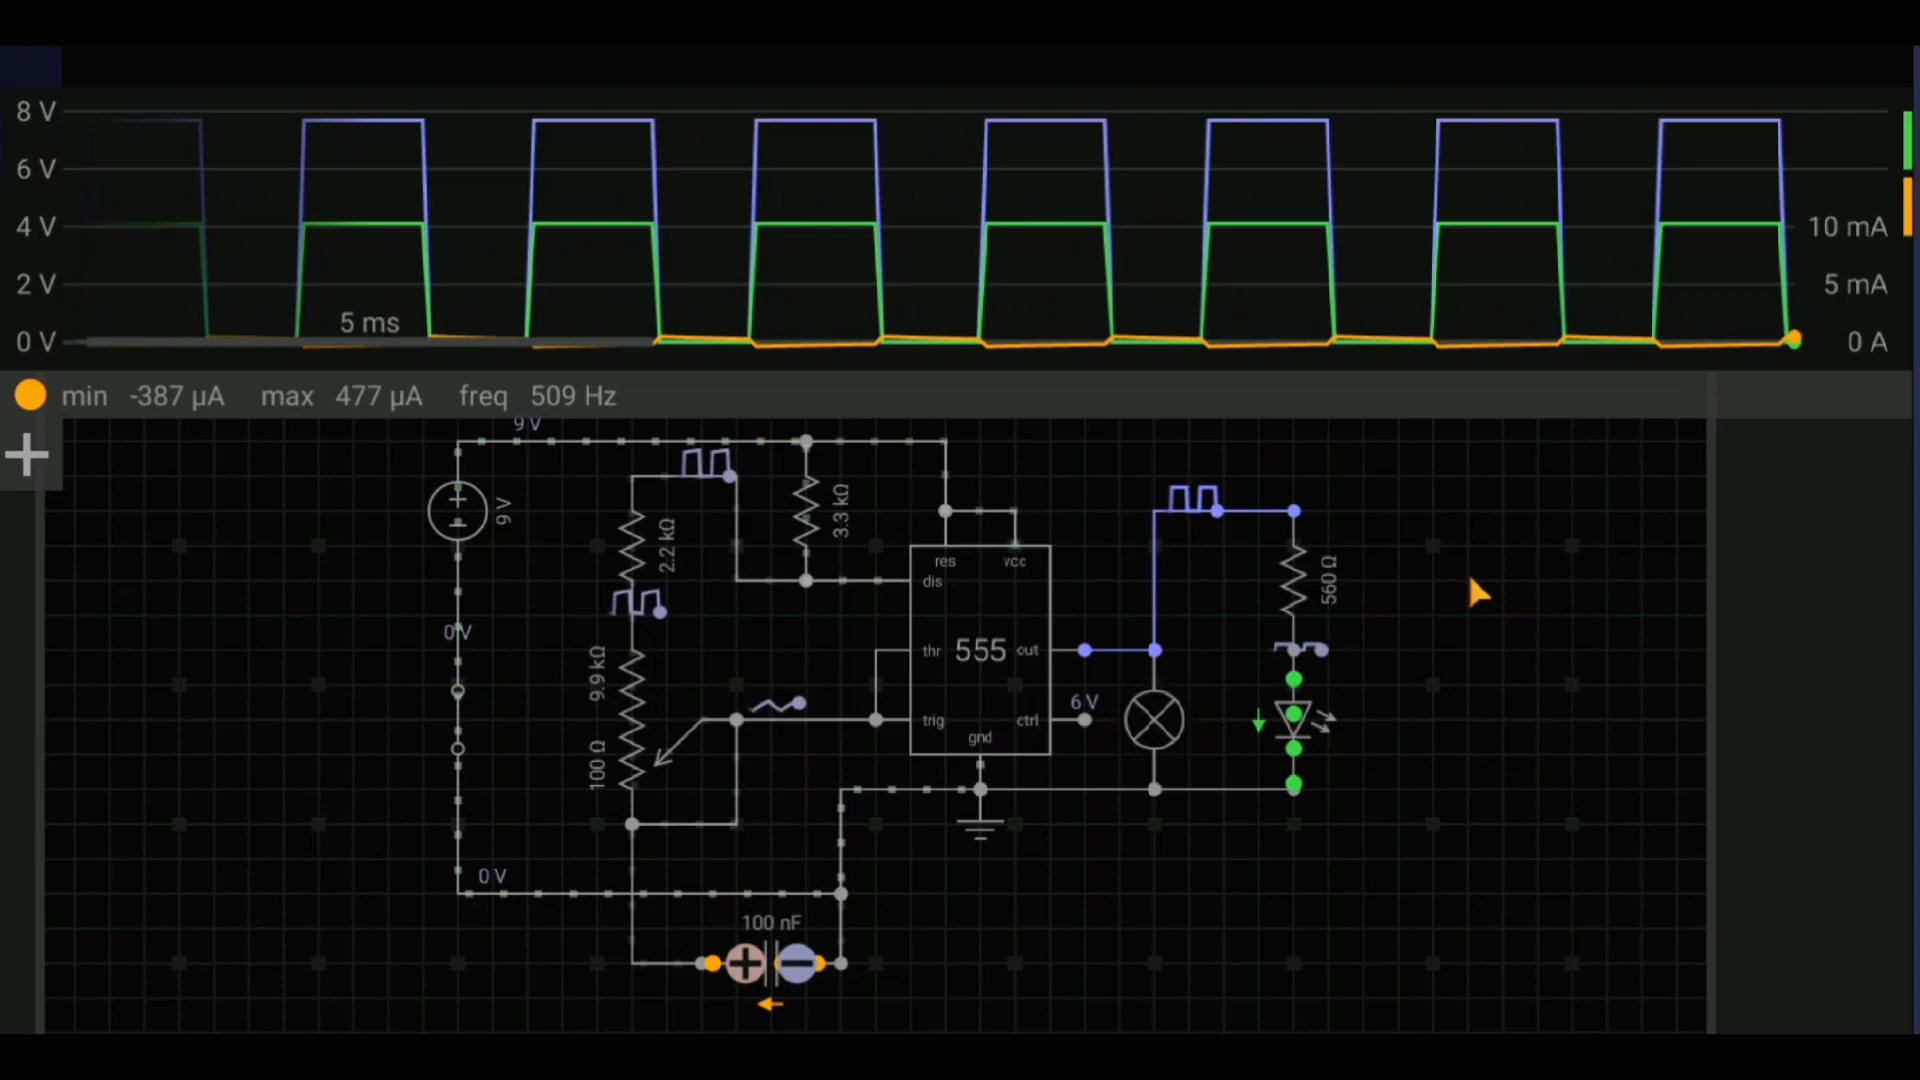 8 V
6 V
4 V
10 mA
2 V
5 mA
5 ms
0 V
0 A
min -387 µA max 477 µA freq 509 Hz
9 V
9 V
2.2 kΩ
3.3 kΩ
res vcc
dis
560 Ω
0 V
thr 555 out
9.9 kΩ
6 V
trig ctrl
gnd
100 Ω
0 V
100 nF